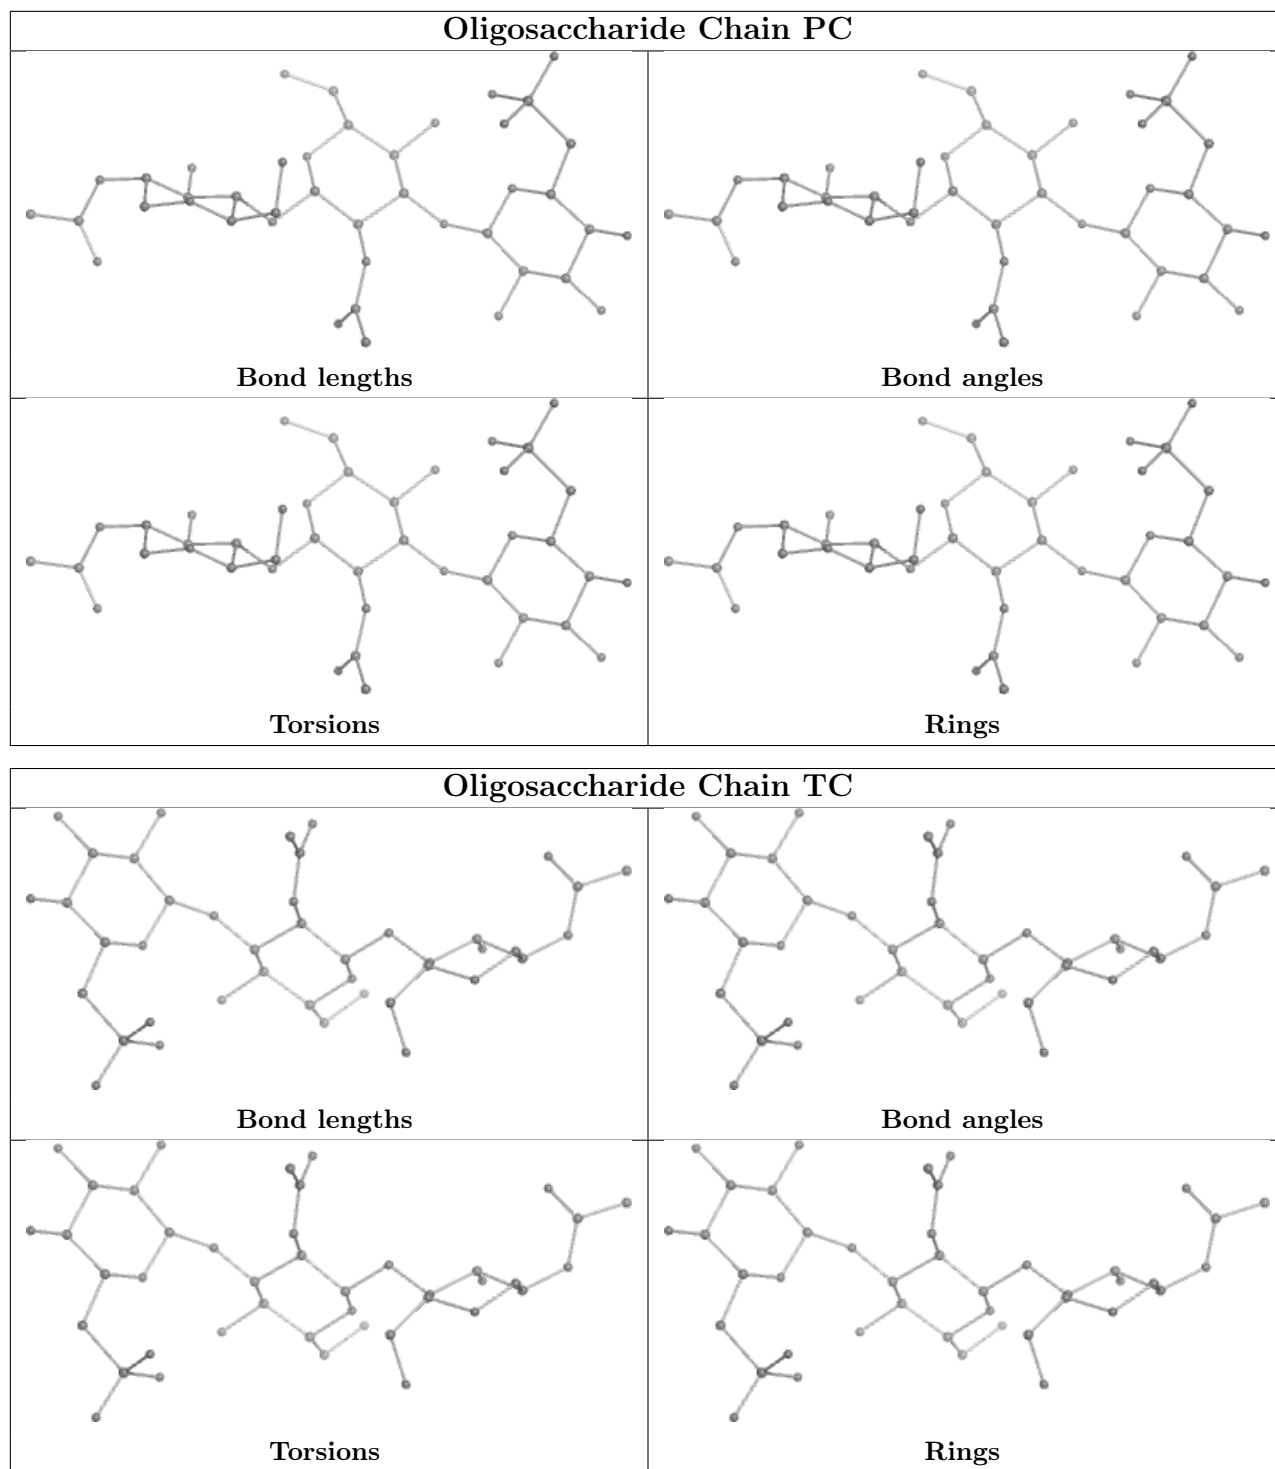 Oligosaccharide Chain PC
Bond lengths
Bond angles
Torsions
Rings
Oligosaccharide Chain TC
Bond lengths
Bond angles
Torsions
Rings